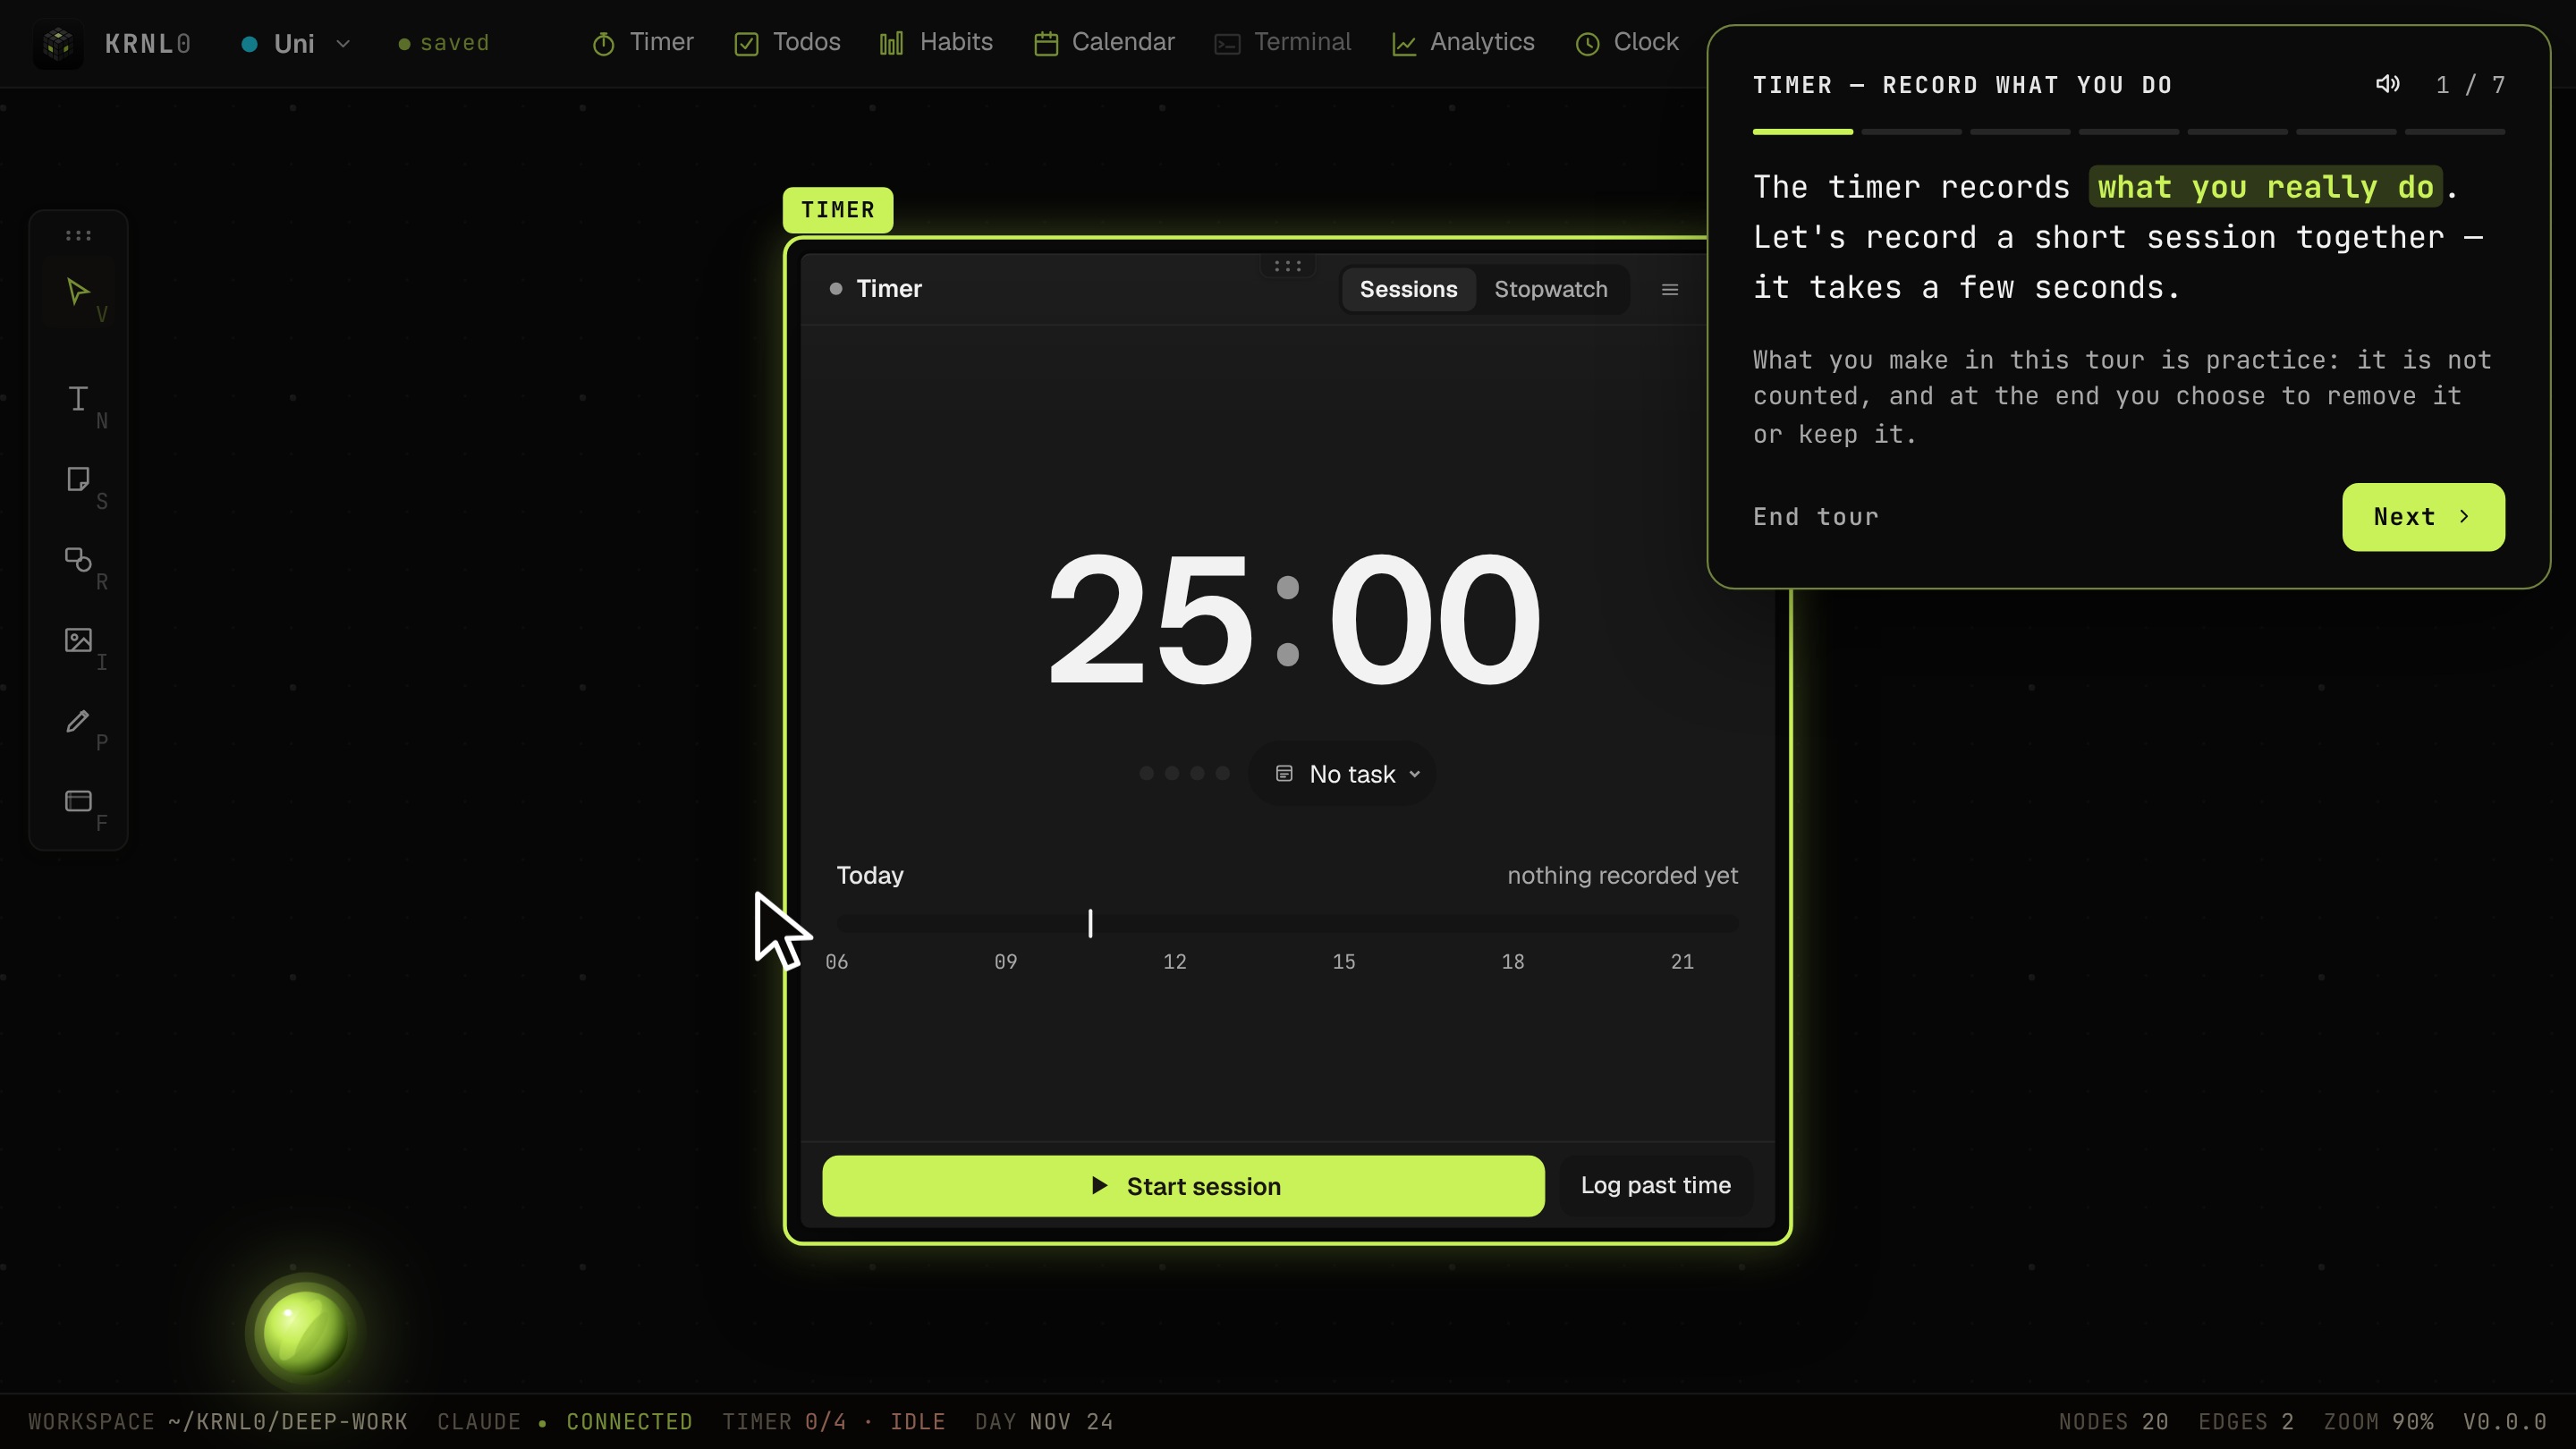 KRNL0
Uni
saved
Timer
Todos
Habits
Calendar
Terminal
Analytics
Clock
TIMER — RECORD WHAT YOU DO
1 / 7
The timer records what you really do.
Let's record a short session together —
it takes a few seconds.
What you make in this tour is practice: it is not
counted, and at the end you choose to remove it
or keep it.
End tour
Next
V
N
S
R
I
P
F
TIMER
Timer
Sessions
Stopwatch
25:00
No task
Today
nothing recorded yet
06 09 12 15 18 21
Start session
Log past time
WORKSPACE ~/KRNL0/DEEP-WORK CLAUDE • CONNECTED TIMER 0/4 · IDLE DAY NOV 24
NODES 20 EDGES 2 ZOOM 90% V0.0.0